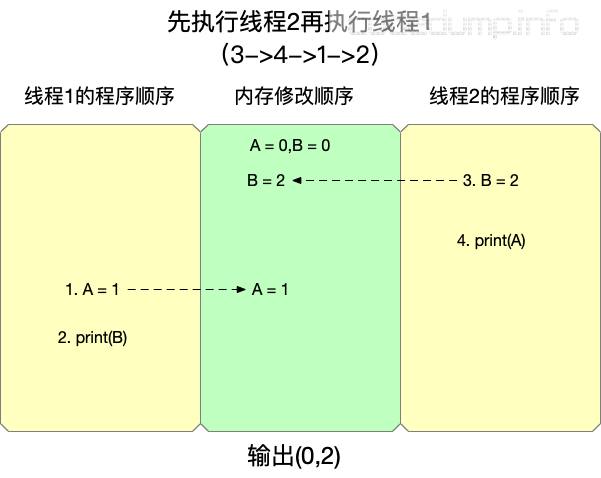 先执行线程2再执行线程1
(3->4->1->2)
线程1的程序顺序
内存修改顺序
线程2的程序顺序
A = 0,B = 0
B = 2
3. B = 2
4. print(A)
1. A = 1
A = 1
2. print(B)
输出(0,2)